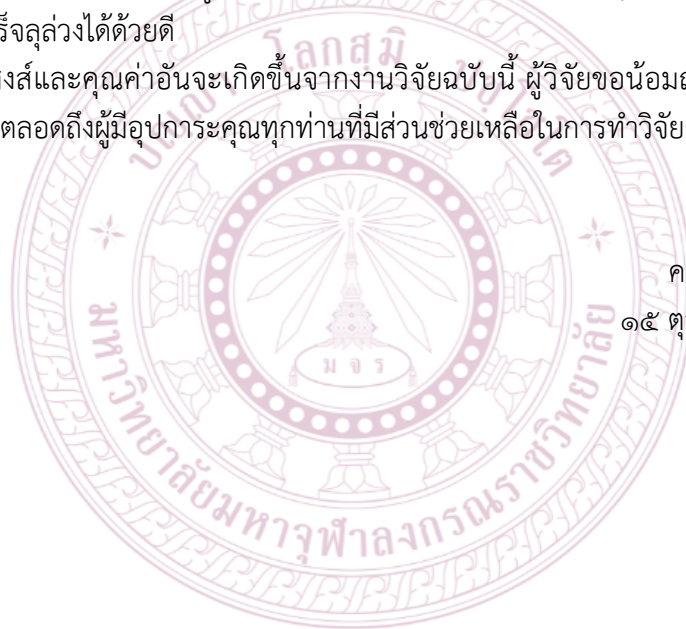 ร็จลุล่วงได้ด้วยดี
สงส์และคุณค่าอันจะเกิดขึ้นจากงานวิจัยฉบับนี้ ผู้วิจัยขอน้อม
ตลอดถึงผู้มีอุปการะคุณทุกท่านที่มีส่วนช่วยเหลือในการทำวิจัย
ค
๑๕ ตุ
โลกสฺมิ
ม จ ร
มหาวิทยาลัยมหาจุฬาลงกรณราชวิทยาลัย